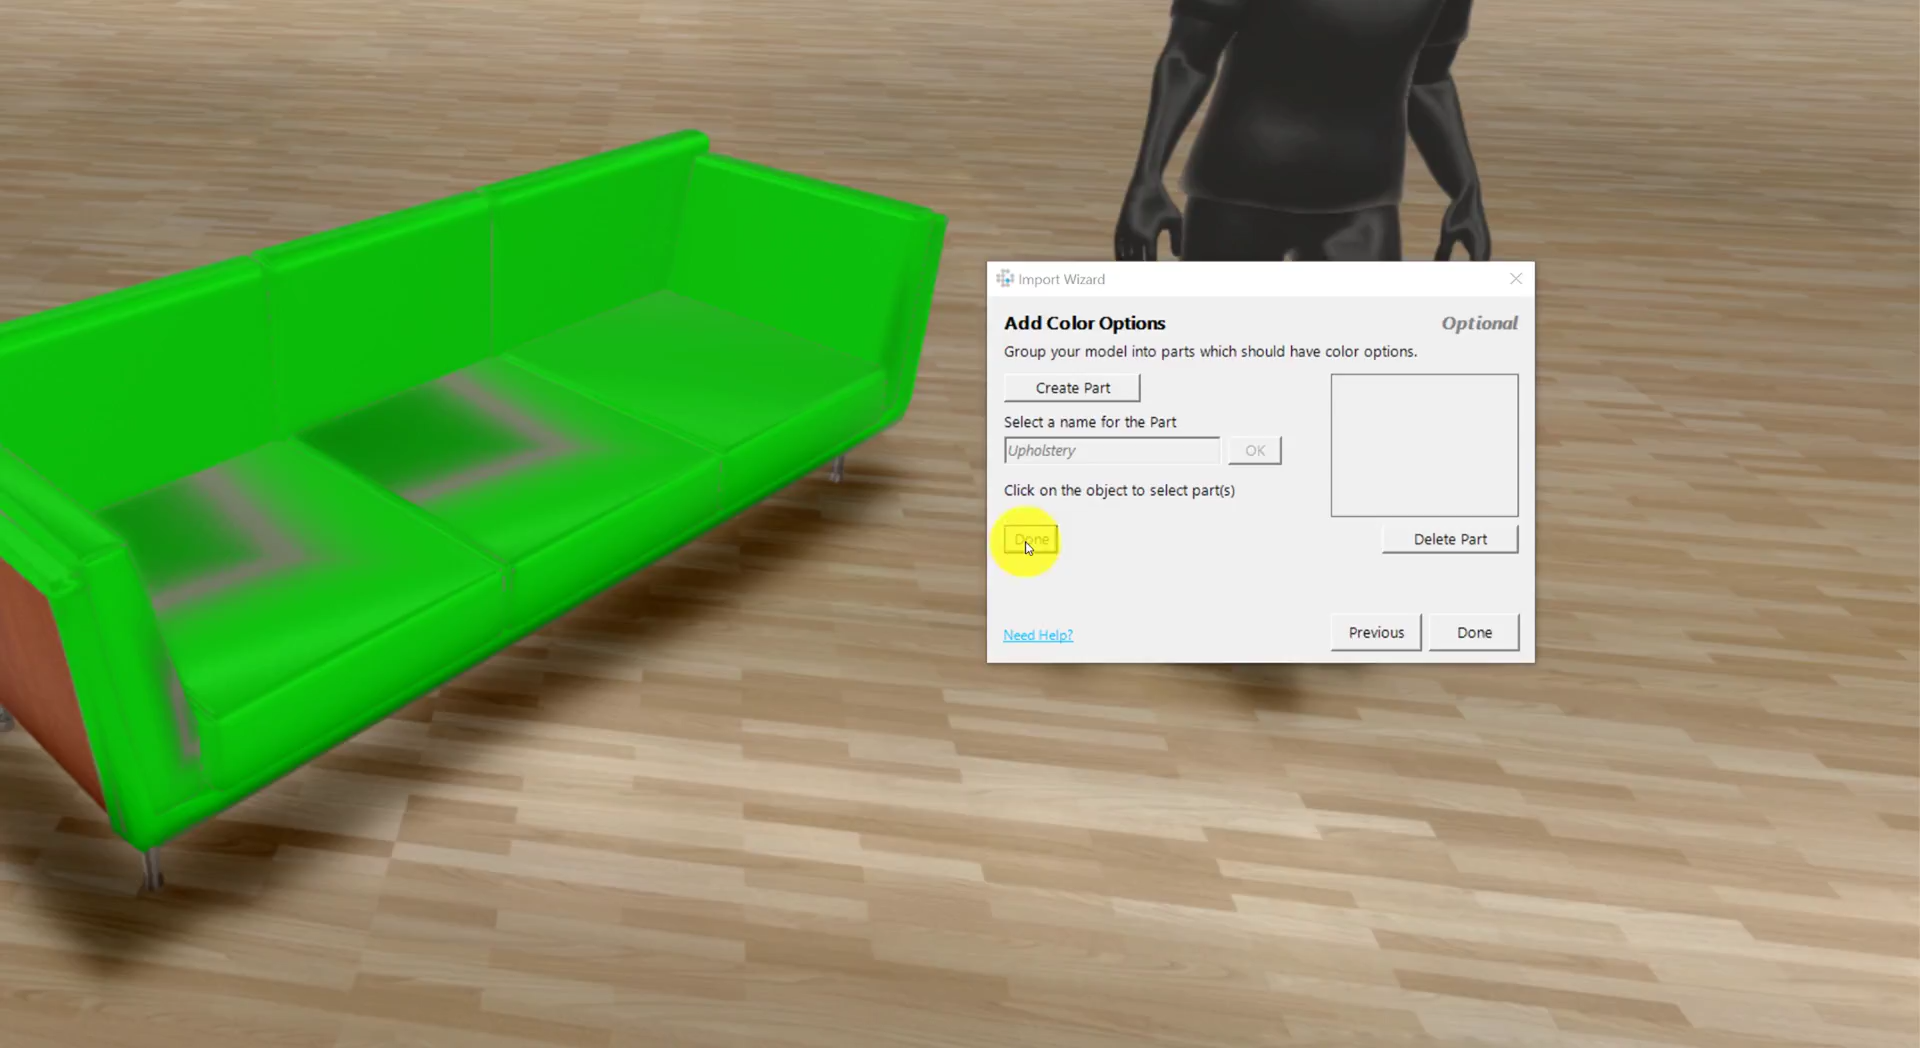 Import Wizard
Add Color Options
Optional
Group your model into parts which should have color options.
Create Part
Select a name for the Part
Upholstery
OK
Click on the object to select part(s)
Done
Delete Part
Need Help?
Previous
Done